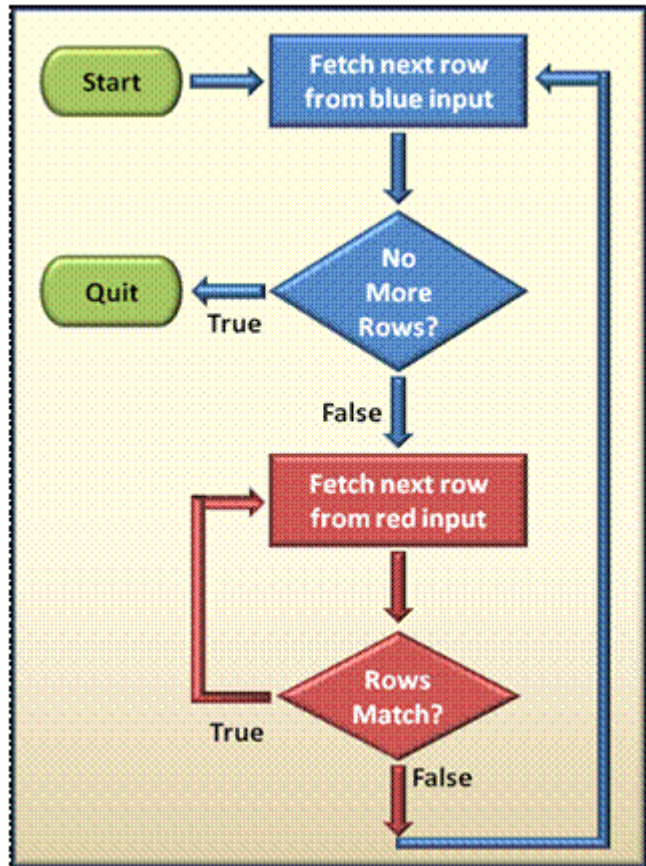 Start
Fetch next row
from blue input
No
More
Rows?
Quit
True
False
Fetch next row
from red input
Rows
Match?
True
False